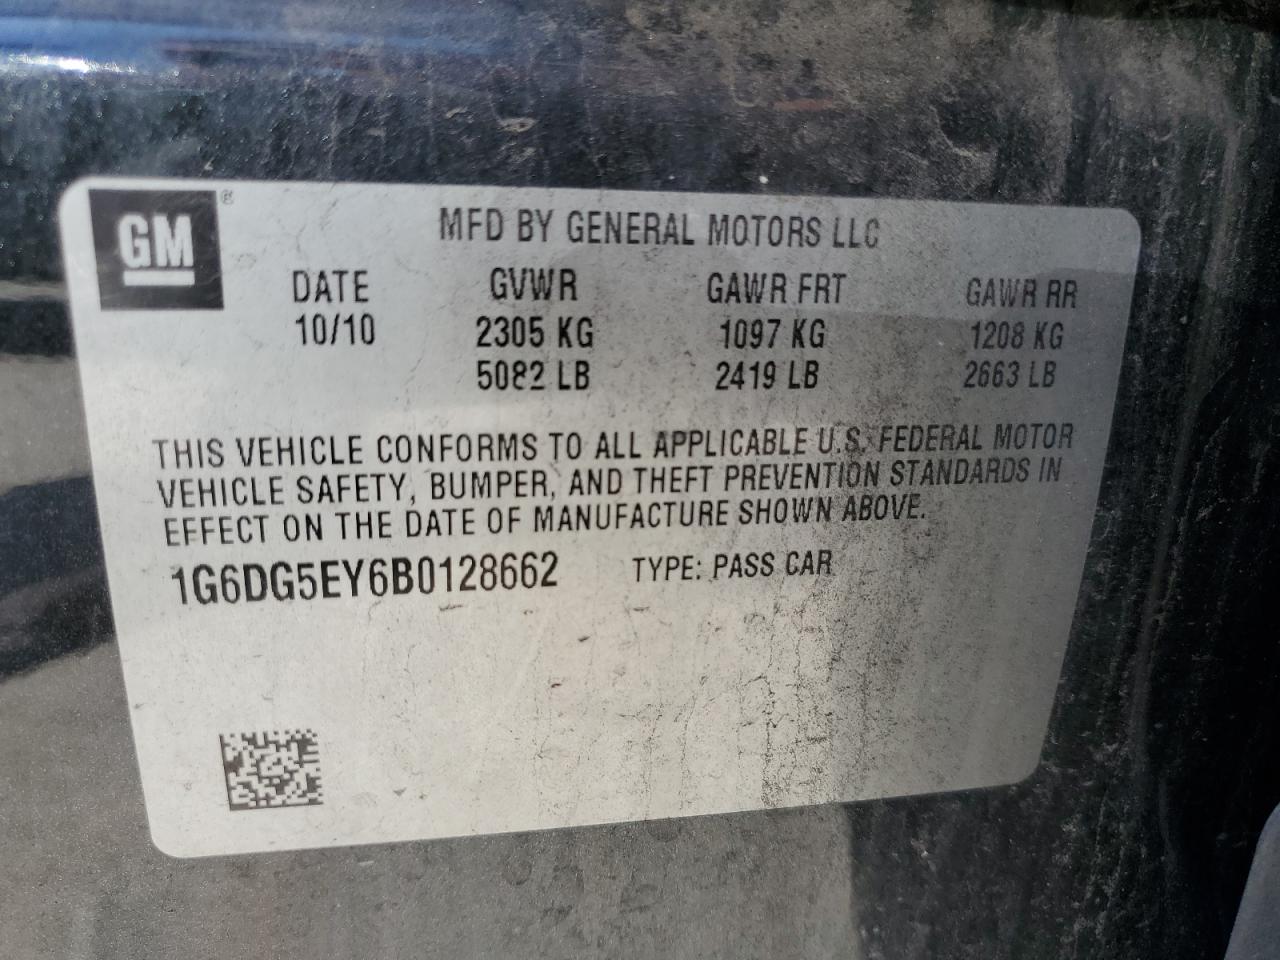 GM®
MFD BY GENERAL MOTORS LLC
DATE GVWR GAWR FRT GAWR RR
10/10 2305 KG 1097 KG 1208 KG
5082 LB 2419 LB 2663 LB
THIS VEHICLE CONFORMS TO ALL APPLICABLE U.S. FEDERAL MOTOR
VEHICLE SAFETY, BUMPER, AND THEFT PREVENTION STANDARDS IN
EFFECT ON THE DATE OF MANUFACTURE SHOWN ABOVE.
1G6DG5EY6B0128662 TYPE: PASS CAR